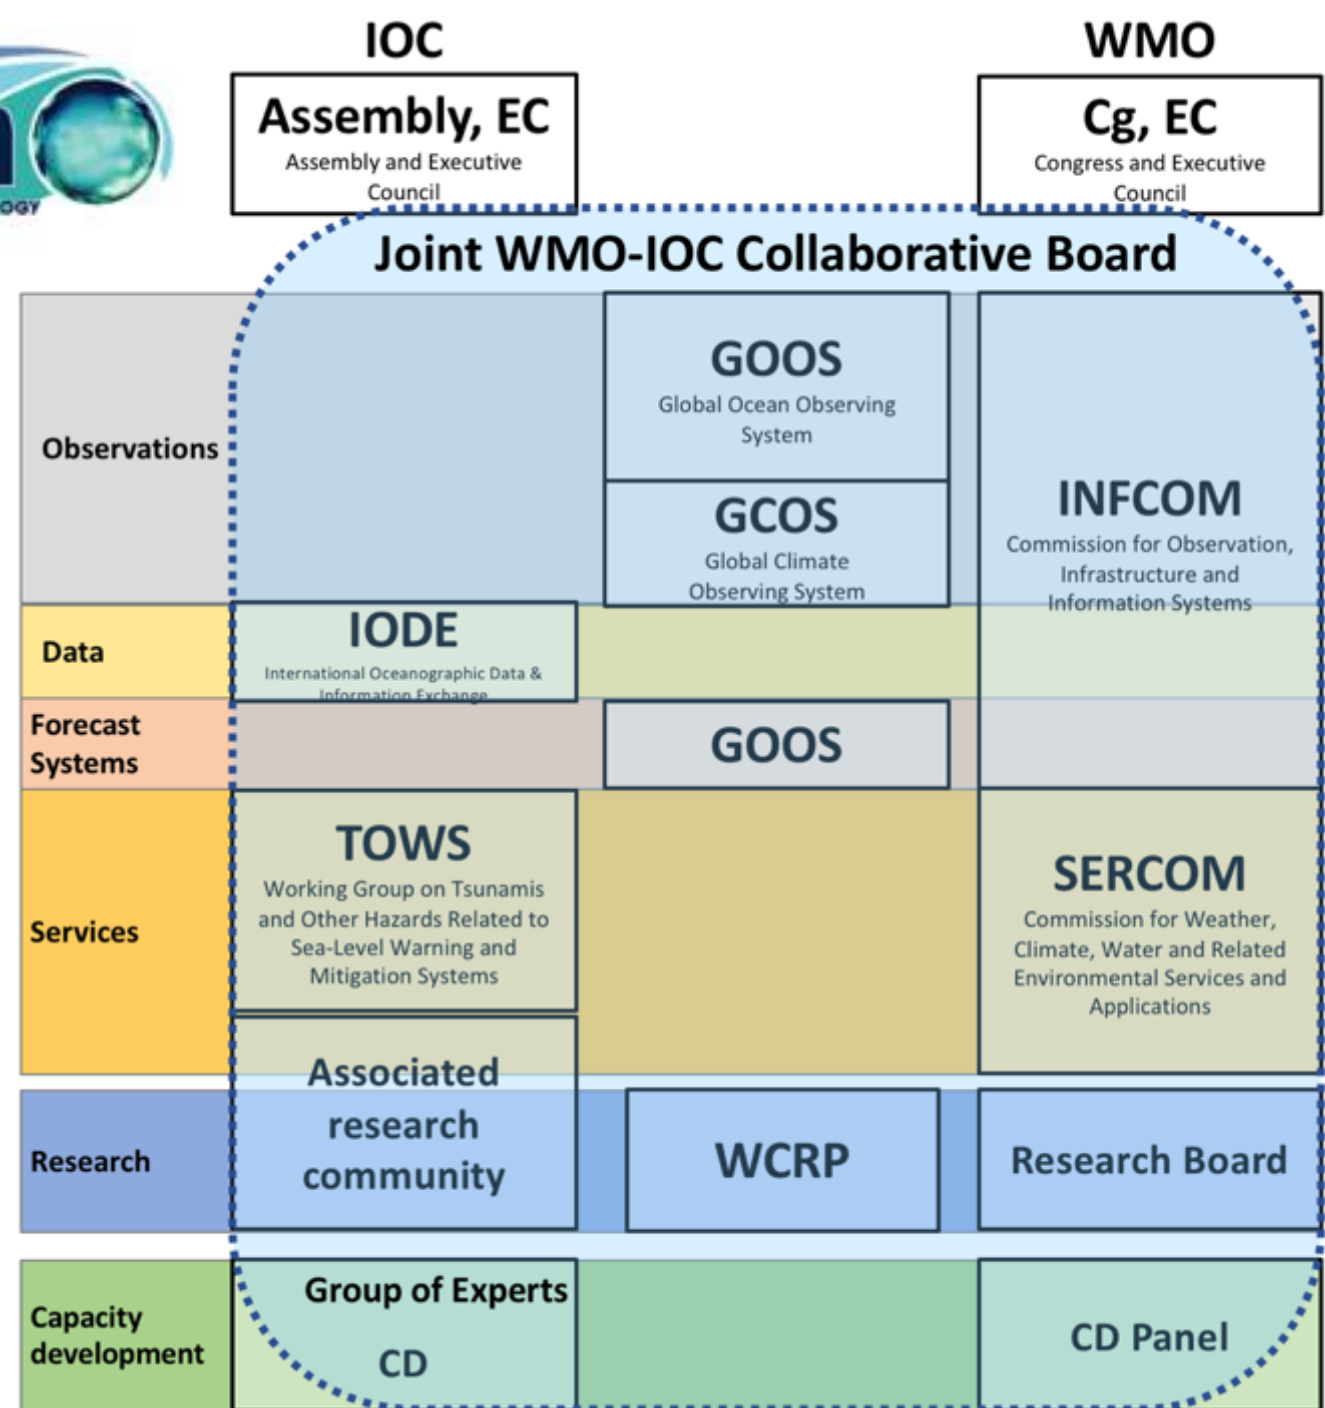 IOC
WMO
Assembly, EC
Assembly and Executive
Council
Cg, EC
Congress and Executive
Council
OGY
Joint WMO-IOC Collaborative Board
Observations
GOOS
Global Ocean Observing
System
GCOS
Global Climate
Observing System
INFCOM
Commission for Observation,
Infrastructure and
Information Systems
Data
IODE
International Oceanographic Data &
Information Exchange
Forecast
Systems
GOOS
Services
TOWS
Working Group on Tsunamis
and Other Hazards Related to
Sea-Level Warning and
Mitigation Systems
SERCOM
Commission for Weather,
Climate, Water and Related
Environmental Services and
Applications
Research
Associated
research
community
WCRP
Research Board
Capacity
development
Group of Experts
CD
CD Panel